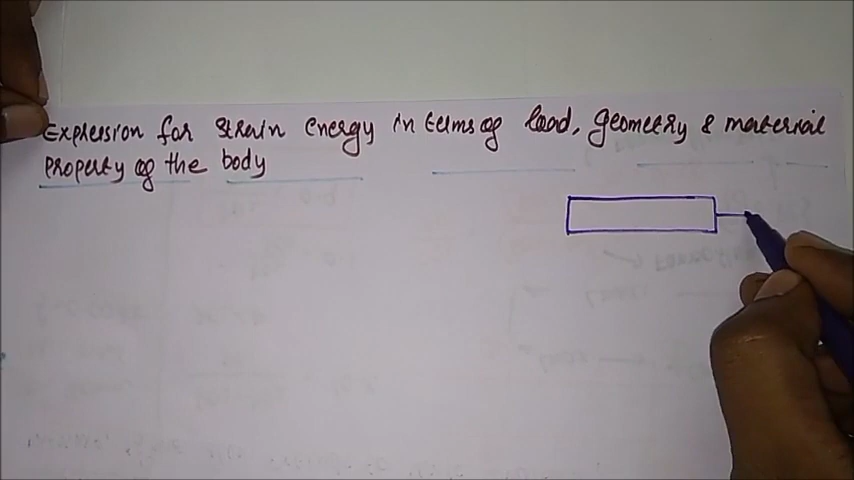 Expression for Strain energy in terms of load, geometry & material
Property of the body